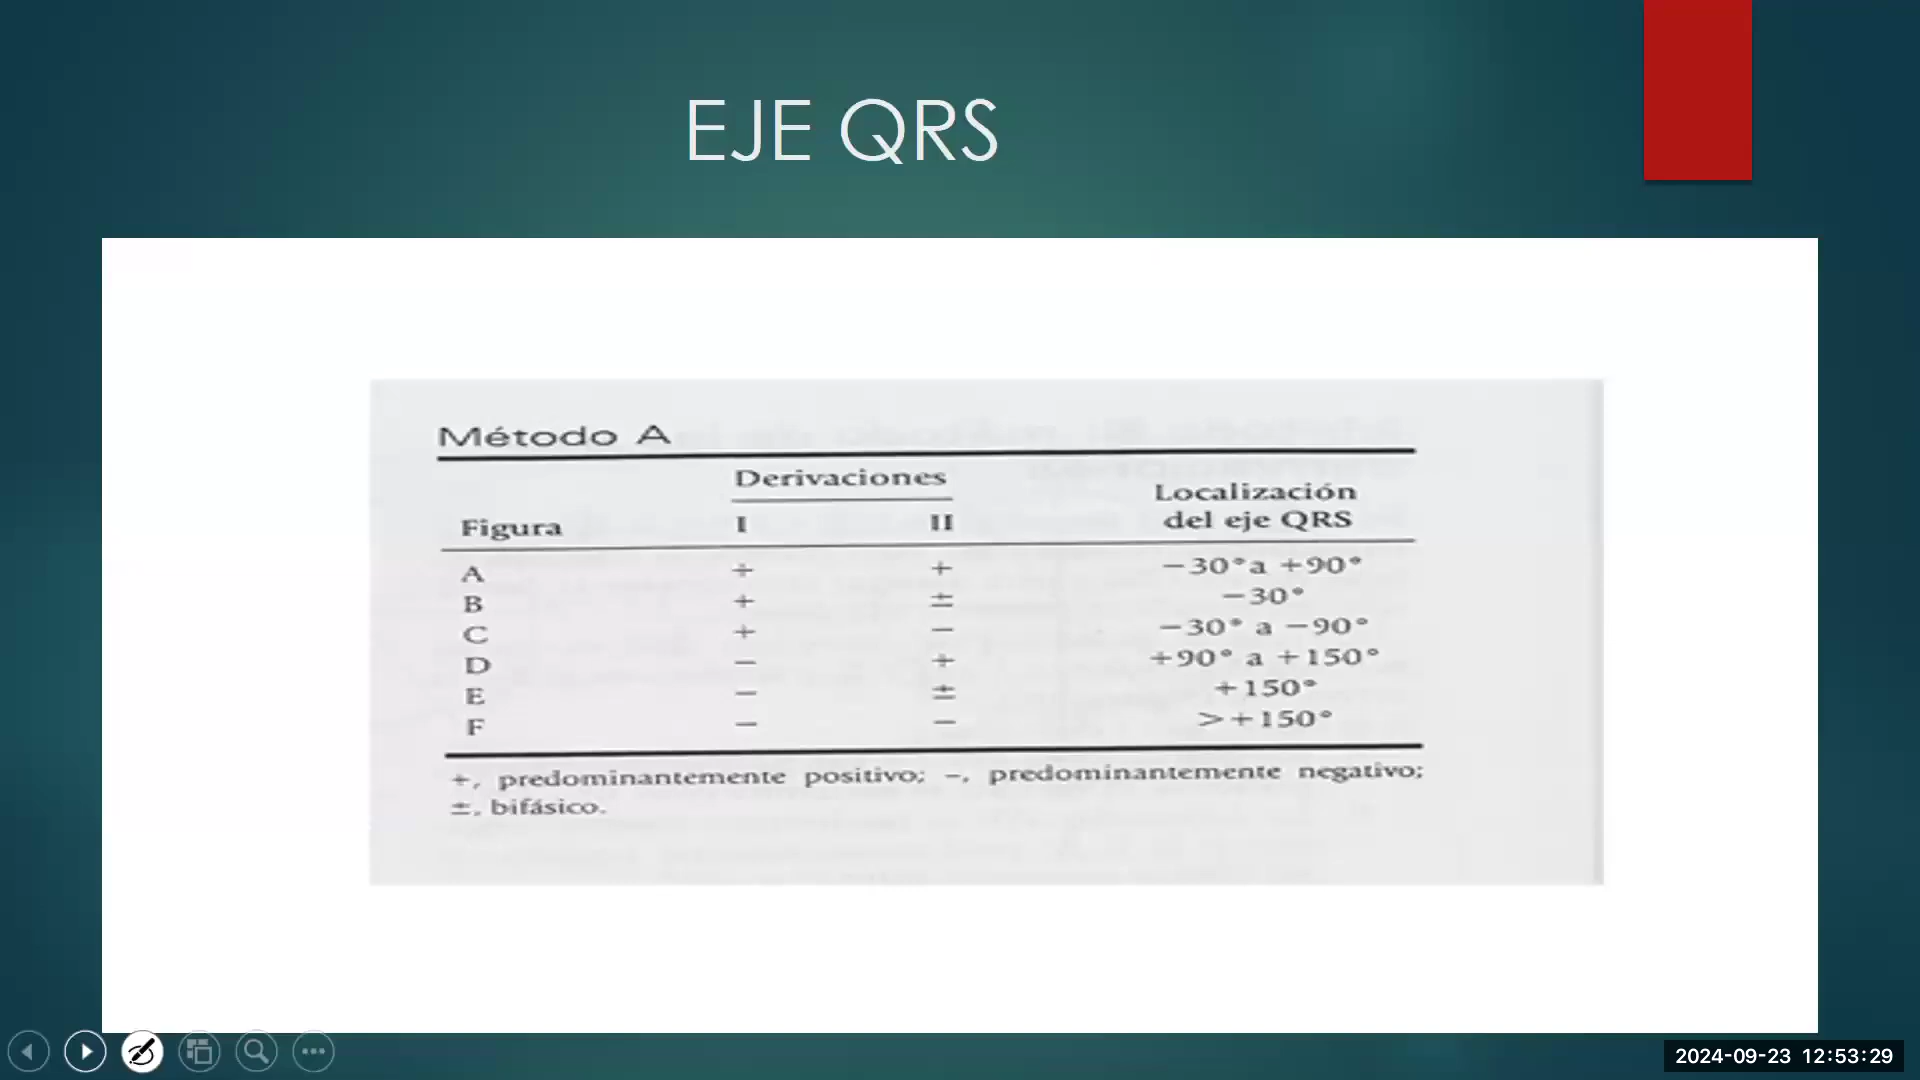 EJE QRS
Método A
Derivaciones
Localización
Figura I II del eje QRS
A + + −30° a +90°
B + ± −30°
C + − −30° a −90°
D − + +90° a +150°
E − ± +150°
F − − >+150°
+, predominantemente positivo; −, predominantemente negativo;
±, bifásico.
2024-09-23 12:53:29